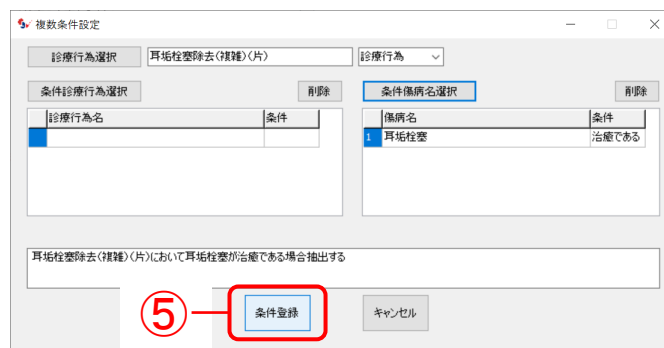 複数条件設定
診療行為選択 耳垢栓塞除去(複雑)(片) 診療行為
条件診療行為選択 削除 条件傷病名選択 削除
診療行為名 条件 傷病名 条件
1 耳垢栓塞 治癒である
耳垢栓塞除去(複雑)(片)において耳垢栓塞が治癒である場合抽出する
⑤ 条件登録 キャンセル